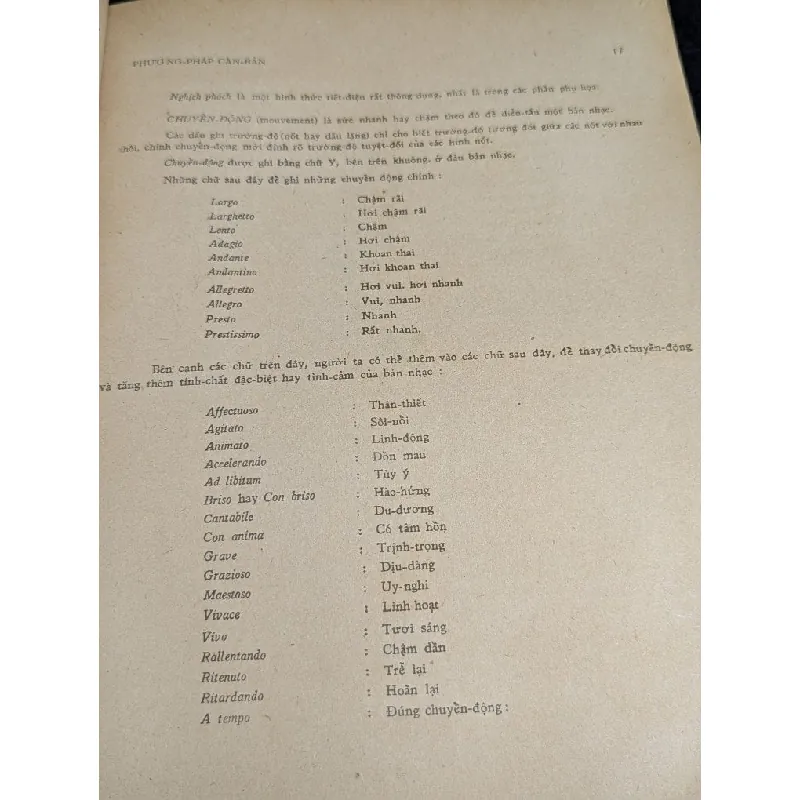 PHƯƠNG-PHÁP CĂN-BẢN 11
Nghịch phách là một hình thức tiết-điệu rất thông dụng, nhất là trong các phần phụ họa.
CHUYỂN-ĐỘNG (mouvement) là sức nhanh hay chậm theo đó để diễn-tấu một bản nhạc.
Các dấu ghi trường-độ (nốt hay dấu lặng) chỉ cho biết trường-độ tương đối giữa các nốt với nhau
thôi, chính chuyển-động mới định rõ trường-độ tuyệt-đối của các hình nốt.
Chuyển-động được ghi bằng chữ Ý, bên trên khuông, ở đầu bản nhạc.
Những chữ sau đây để ghi những chuyển động chính :
Largo : Chậm rãi
Larghetto : Hơi chậm rãi
Lento : Chậm
Adagio : Hơi chậm
Andante : Khoan thai
Andantino : Hơi khoan thai
Allegretto : Hơi vui, hơi nhanh
Allegro : Vui, nhanh
Presto : Nhanh
Prestissimo : Rất nhanh.
Bên cạnh các chữ trên đây, người ta có thể thêm vào các chữ sau đây, để thay đổi chuyển-động
và tăng thêm tính-chất đặc-biệt hay tình-cảm của bản nhạc :
Affectuoso : Thân-thiết
Agitato : Sôi-nổi
Animato : Linh-động
Accelerando : Dồn mau
Ad libitum : Tùy ý
Briso hay Con briso : Hào-hứng
Cantabile : Du-dương
Con anima : Có tâm hồn
Grave : Trịnh-trọng
Grazioso : Dịu-dàng
Maestoso : Uy-nghi
Vivace : Linh hoạt
Vivo : Tươi sáng
Rallentando : Chậm dần
Ritenuto : Trễ lại
Ritardando : Hoãn lại
A tempo : Đúng chuyển-động :